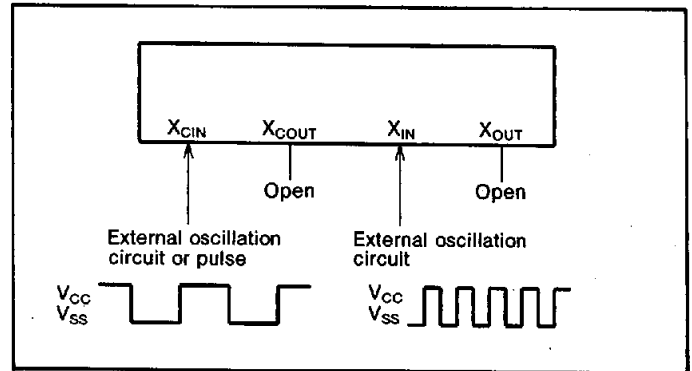 XCIN XCOUT XIN XOUT
Open Open
External oscillation
circuit or pulse
External oscillation
circuit
VCC
VSS
VCC
VSS